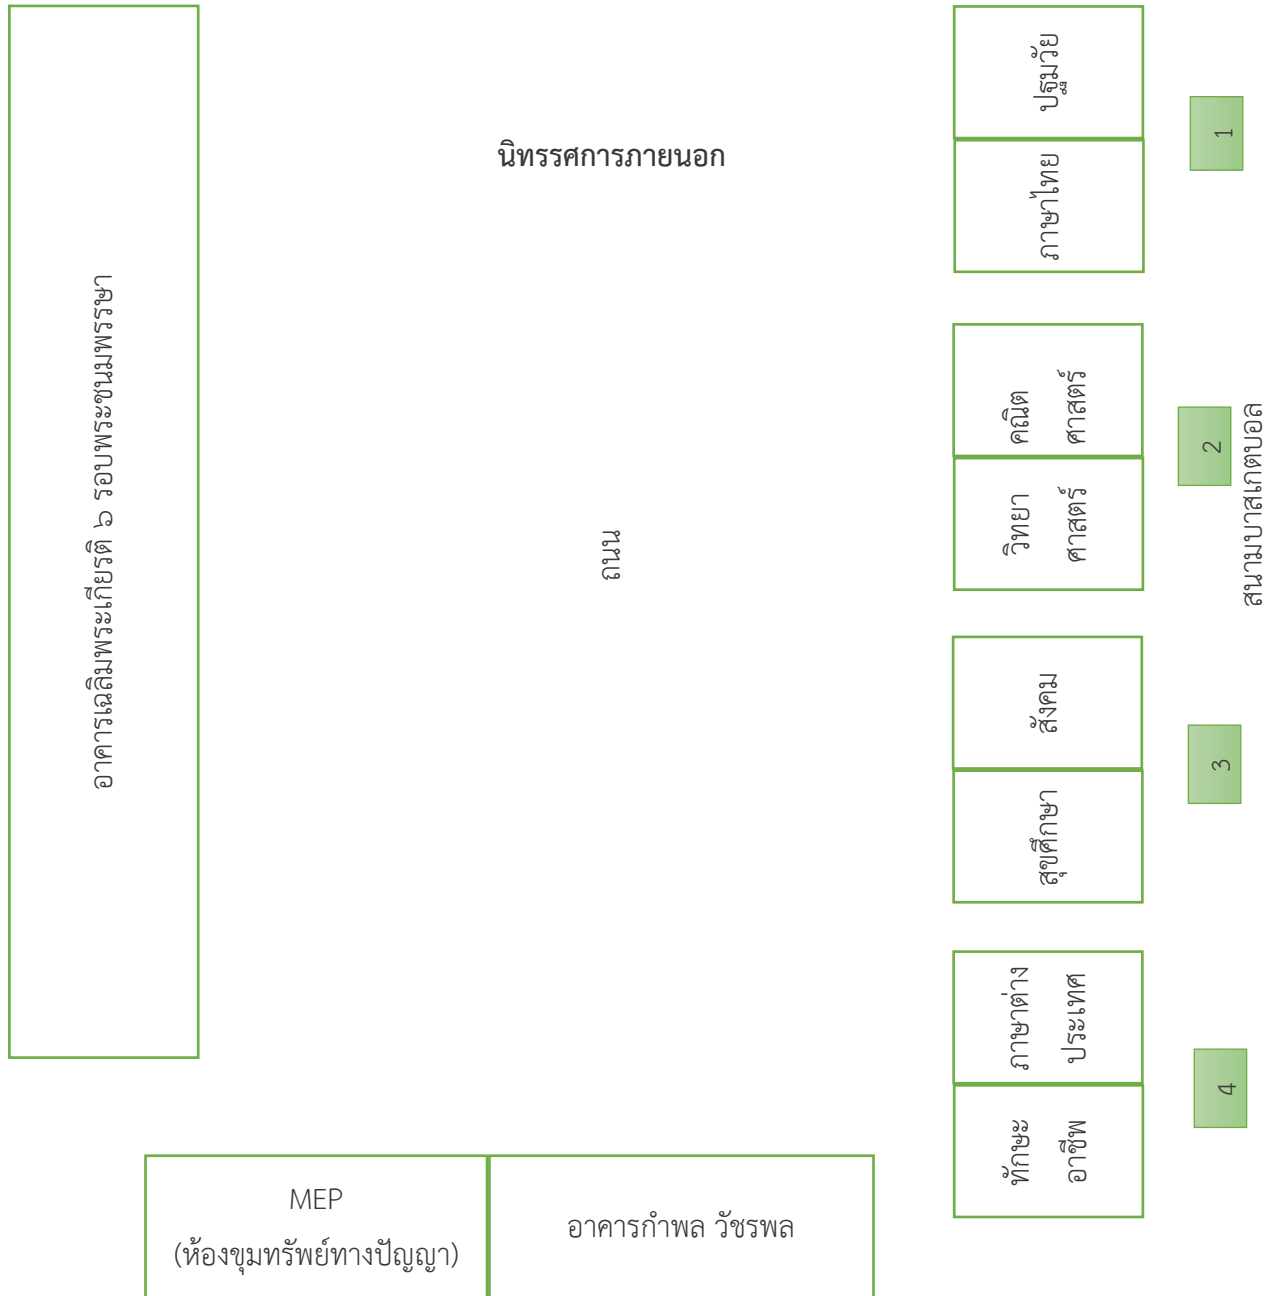 นิทรรศการภายนอก
อาคารเฉลิมพระเกียรติ ๖ รอบพระชนมพรรษา
ถนน
ปฐมวัย
ภาษาไทย
1
คณิต
ศาสตร์
วิทยา
ศาสตร์
2
สนามบาสเกตบอล
สังคม
สุขศึกษา
3
ภาษาต่าง
ประเทศ
ทักษะ
อาชีพ
4
MEP
(ห้องขุมทรัพย์ทางปัญญา)
อาคารกำพล วัชรพล